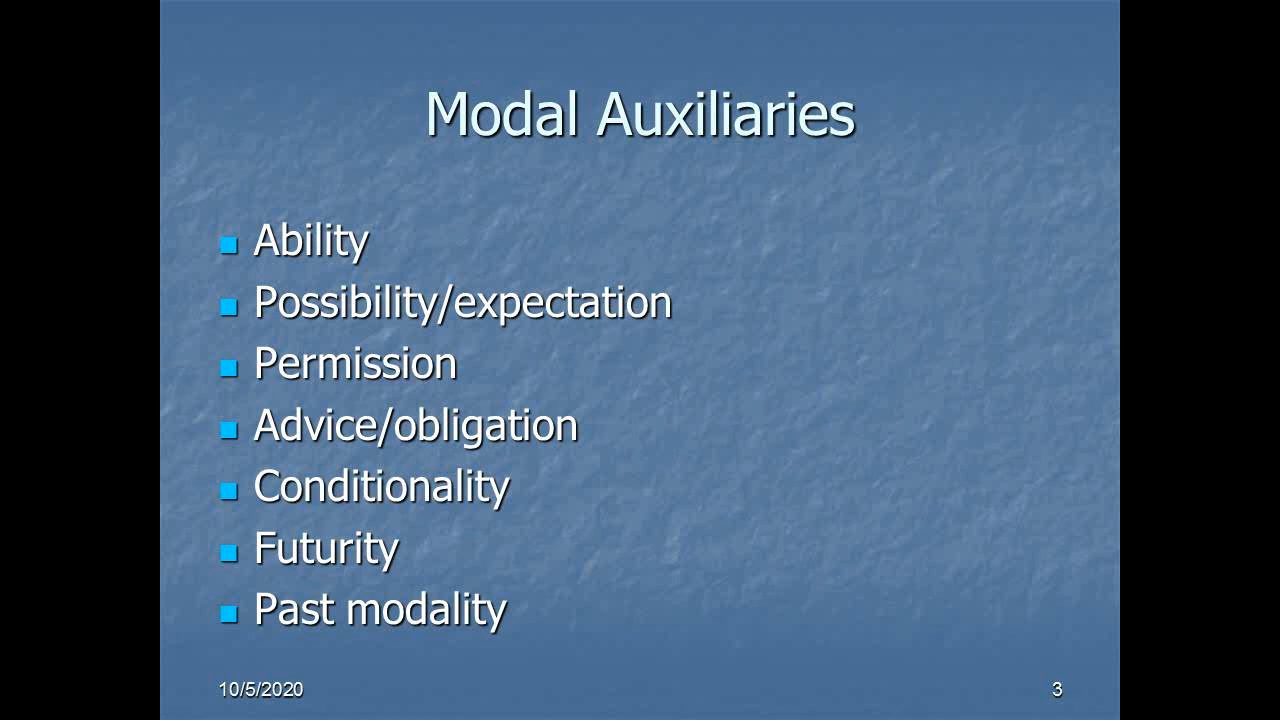 Modal Auxiliaries
Ability
Possibility/expectation
Permission
Advice/obligation
Conditionality
Futurity
Past modality
10/5/2020
3